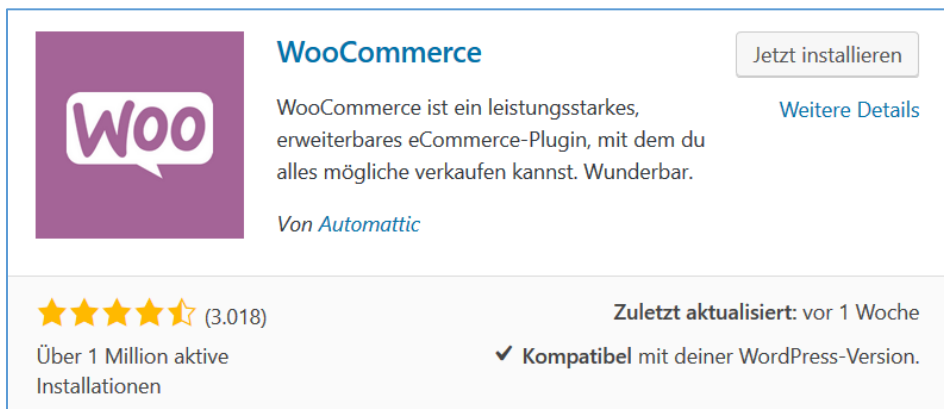 WOO
WooCommerce
Jetzt installieren
WooCommerce ist ein leistungsstarkes,
erweiterbares eCommerce-Plugin, mit dem du
alles mögliche verkaufen kannst. Wunderbar.
Weitere Details
Von Automattic
(3.018)
Über 1 Million aktive
Installationen
Zuletzt aktualisiert: vor 1 Woche
✔ Kompatibel mit deiner WordPress-Version.